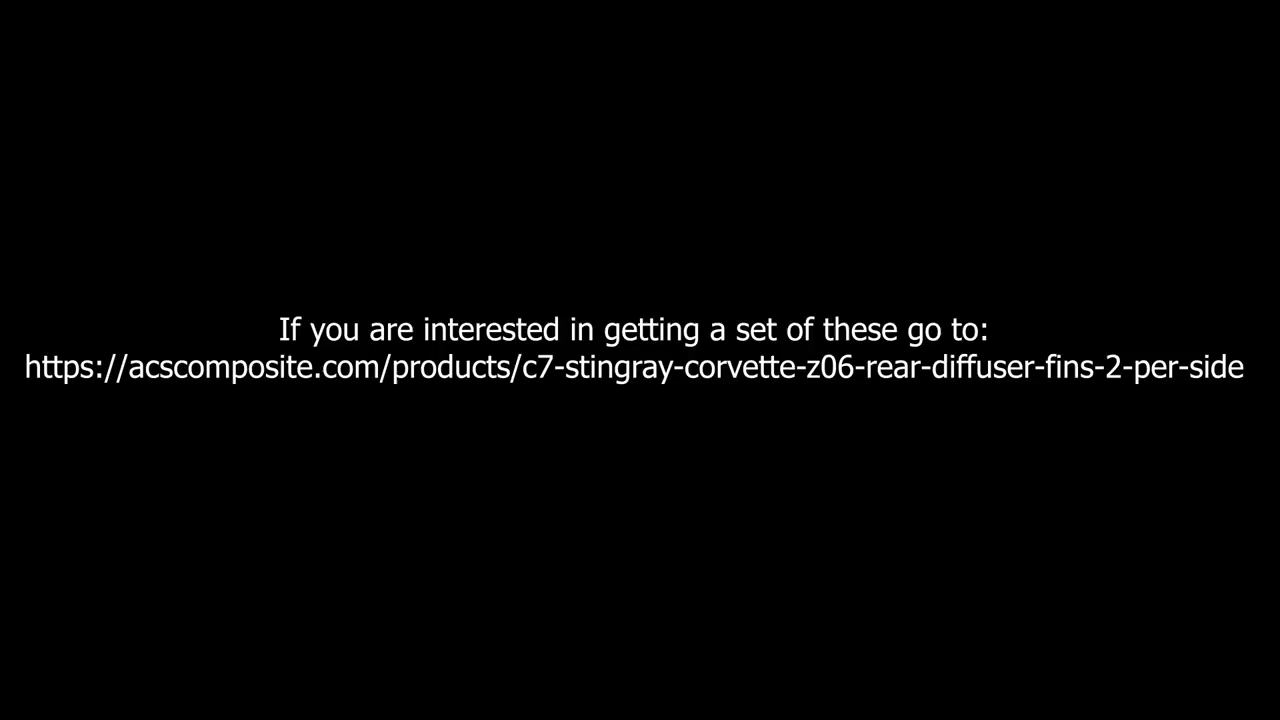 If you are interested in getting a set of these go to:
https://acscomposite.com/products/c7-stingray-corvette-z06-rear-diffuser-fins-2-per-side